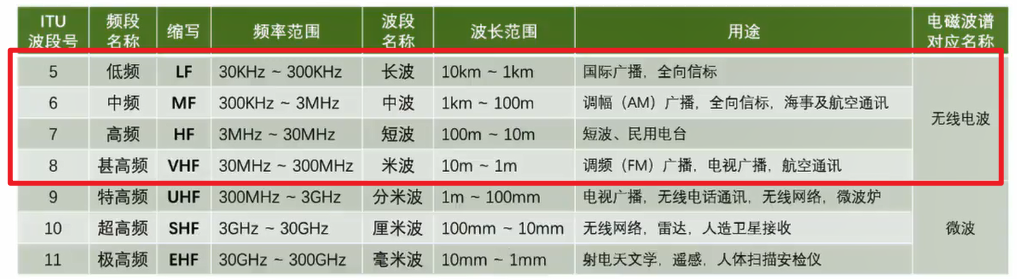 ITU 波段号 频段名称 缩写 频率范围 波段名称 波长范围 用途 电磁波谱对应名称
5 低频 LF 30KHz ~ 300KHz 长波 10km ~ 1km 国际广播，全向信标 无线电波
6 中频 MF 300KHz ~ 3MHz 中波 1km ~ 100m 调幅（AM）广播，全向信标，海事及航空通讯
7 高频 HF 3MHz ~ 30MHz 短波 100m ~ 10m 短波、民用电台
8 甚高频 VHF 30MHz ~ 300MHz 米波 10m ~ 1m 调频（FM）广播，电视广播，航空通讯
9 特高频 UHF 300MHz ~ 3GHz 分米波 1m ~ 100mm 电视广播，无线电话通讯，无线网络，微波炉 微波
10 超高频 SHF 3GHz ~ 30GHz 厘米波 100mm ~ 10mm 无线网络，雷达，人造卫星接收
11 极高频 EHF 30GHz ~ 300GHz 毫米波 10mm ~ 1mm 射电天文学，遥感，人体扫描安检仪